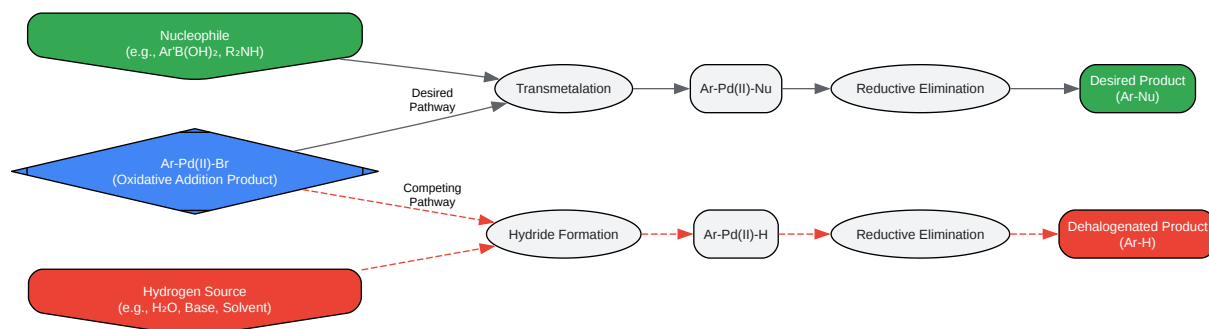 Nucleophile
(e.g., Ar'B(OH)₂, R₂NH)
Desired
Pathway
Transmetalation
Ar-Pd(II)-Nu
Reductive Elimination
Desired Product
(Ar-Nu)
Ar-Pd(II)-Br
(Oxidative Addition Product)
Competing
Pathway
Hydride Formation
Ar-Pd(II)-H
Reductive Elimination
Dehalogenated Product
(Ar-H)
Hydrogen Source
(e.g., H₂O, Base, Solvent)